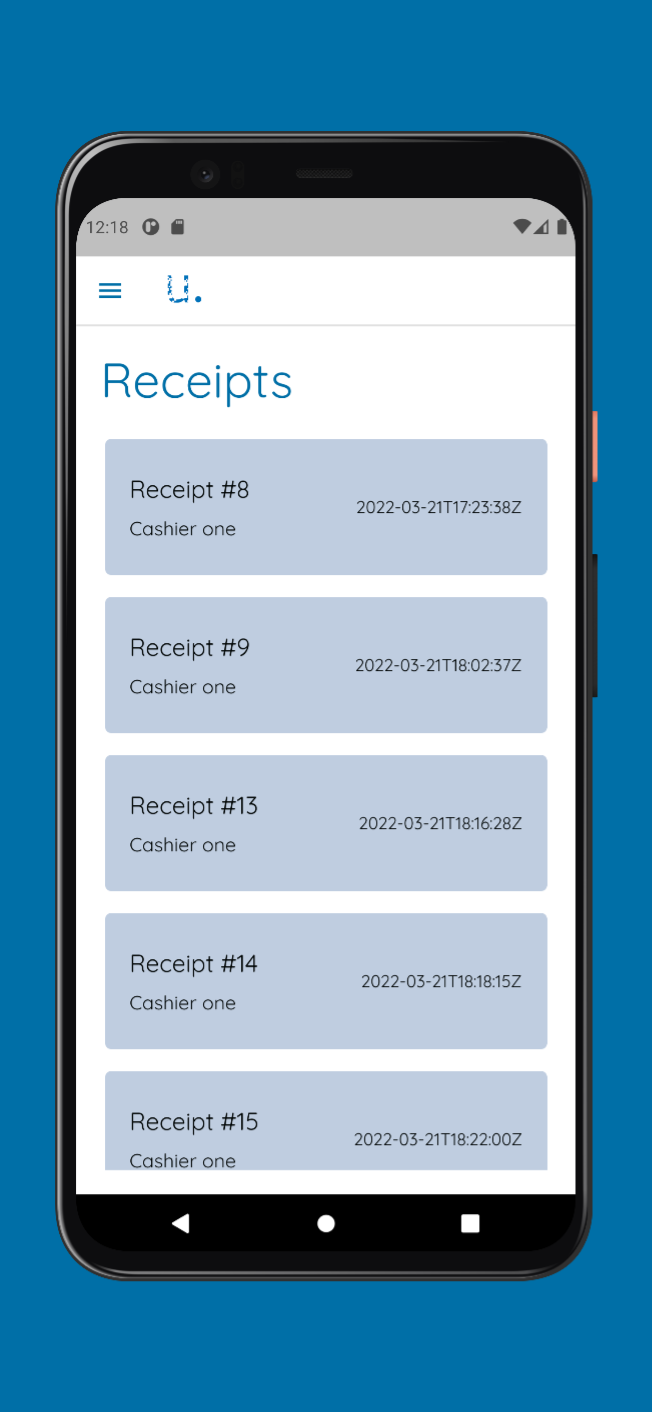 12:18
u.
Receipts
Receipt #8
2022-03-21T17:23:38Z
Cashier one
Receipt #9
2022-03-21T18:02:37Z
Cashier one
Receipt #13
2022-03-21T18:16:28Z
Cashier one
Receipt #14
2022-03-21T18:18:15Z
Cashier one
Receipt #15
2022-03-21T18:22:00Z
Cashier one